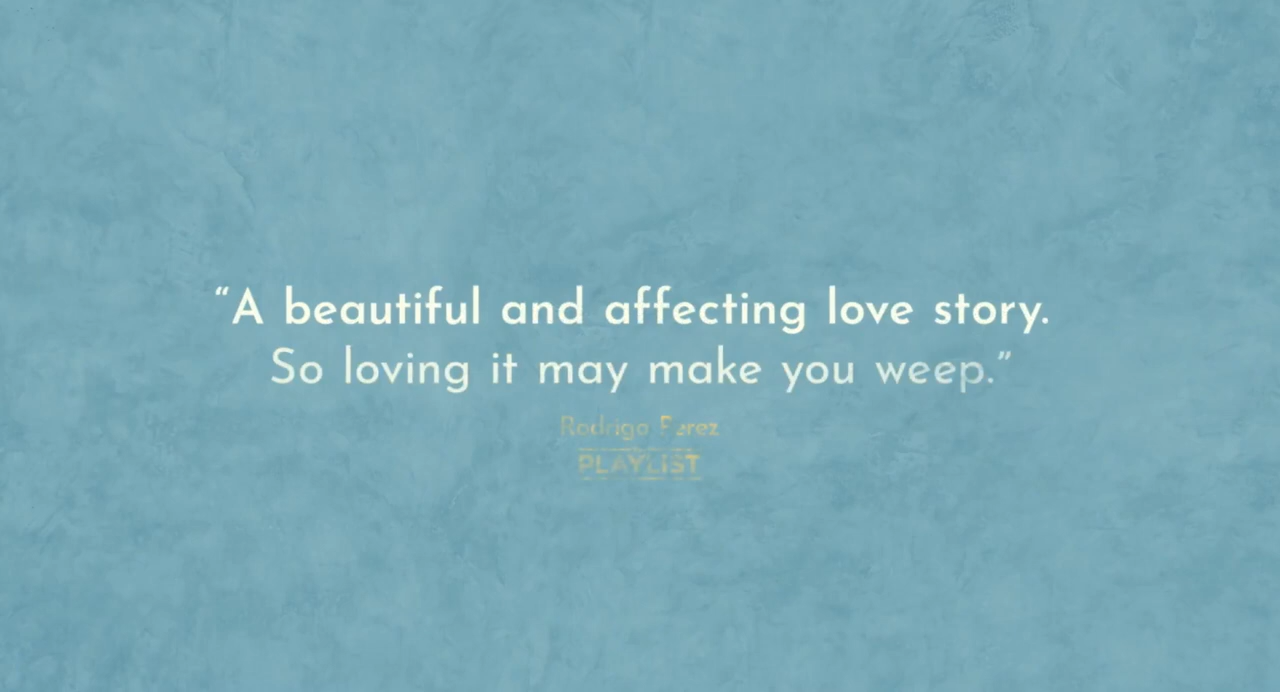 “A beautiful and affecting love story.
So loving it may make you weep.”
Rodrigo Perez
PLAYLIST